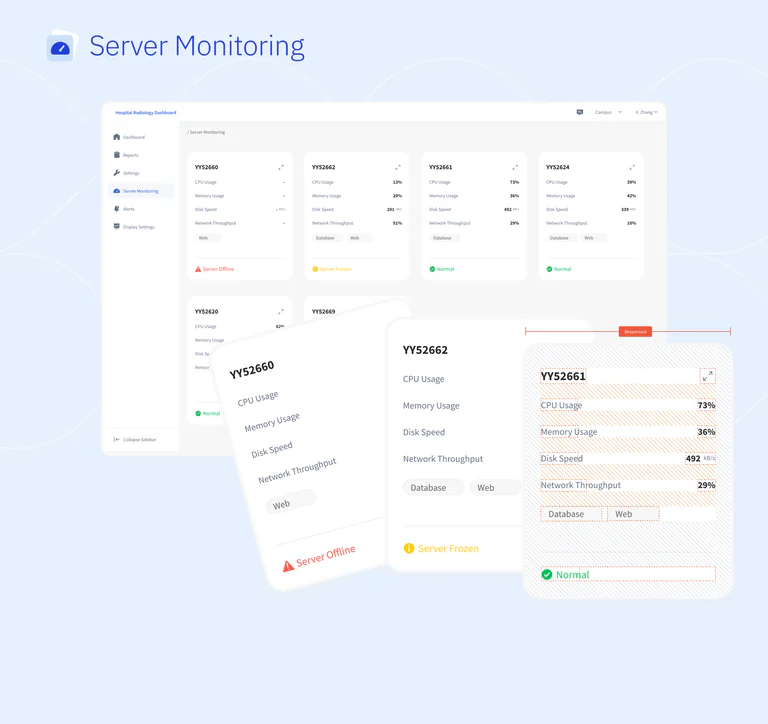 Server Monitoring
Hospital Radiology Dashboard
Campus
X. Zhang
Dashboard
Reports
Settings
Server Monitoring
Alerts
Display Settings
Collapse Sidebar
/ Server Monitoring
YY52660
CPU Usage –
Memory Usage –
Disk Speed –
Network Throughput –
Web
Server Offline
YY52662
CPU Usage 13%
Memory Usage 29%
Disk Speed 201
Network Throughput 51%
Database Web
Server Frozen
YY52661
CPU Usage 73%
Memory Usage 36%
Disk Speed 492
Network Throughput 29%
Database
Normal
YY52624
CPU Usage 39%
Memory Usage 42%
Disk Speed 339
Network Throughput 10%
Database Web
Normal
YY52620
CPU Usage 62%
Memory Usage
Disk Sp
Networ
Normal
YY52669
YY52660
CPU Usage
Memory Usage
Disk Speed
Network Throughput
Web
Server Offline
YY52662
CPU Usage
Memory Usage
Disk Speed
Network Throughput
Database Web
Server Frozen
Responsive
YY52661
CPU Usage 73%
Memory Usage 36%
Disk Speed 492 kB/s
Network Throughput 29%
Database Web
Normal